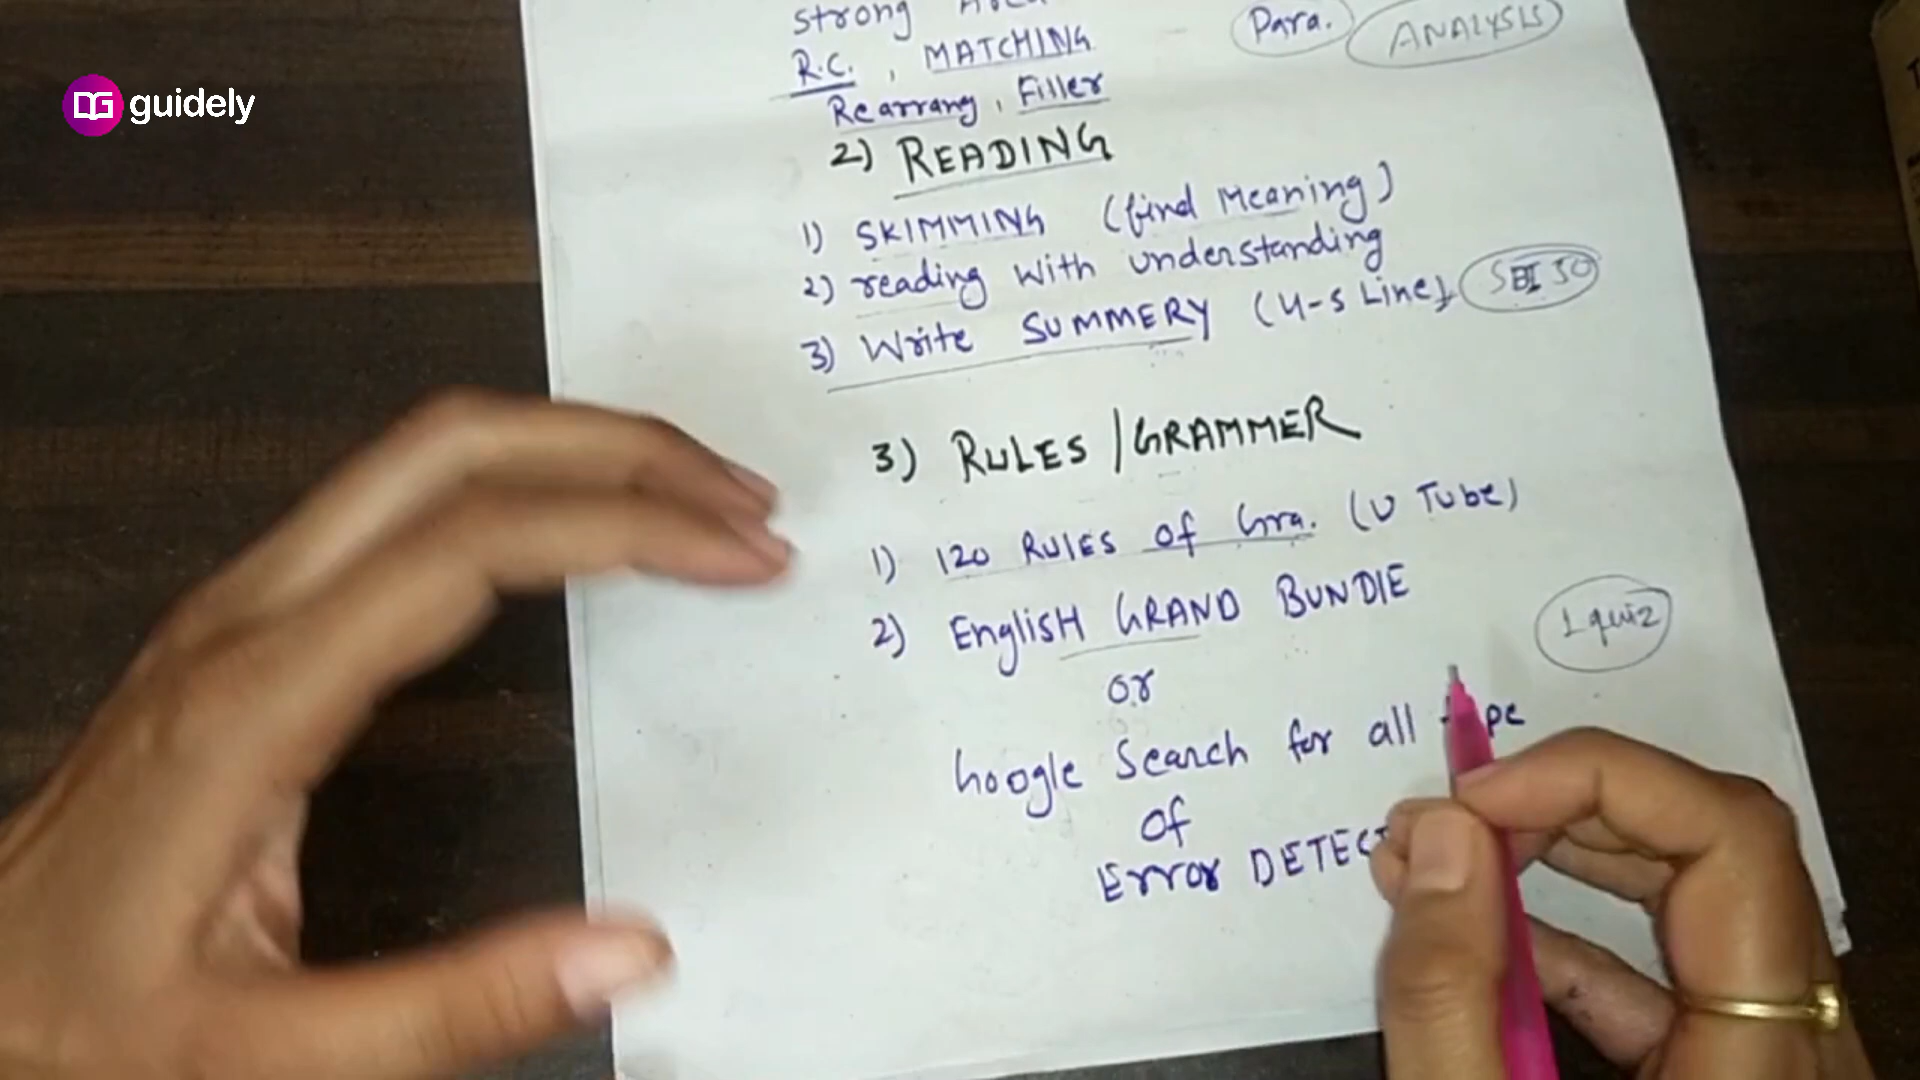 guidely
strong
Para.
ANALYSIS
R.C., MATCHING
Rearrang, Filler
2) READING
1) SKIMMING (find Meaning)
2) reading with understanding
3) Write SUMMERY (4-5 Line)
3) RULES/GRAMMER
1) 120 RULES of Gra. (U Tube)
2) English GRAND BUNDlE
1 quiz
or
Google Search for all
of
Error DETEC